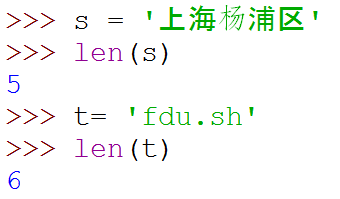 >>> s = '上海杨浦区'
>>> len(s)
5
>>> t= 'fdu.sh'
>>> len(t)
6